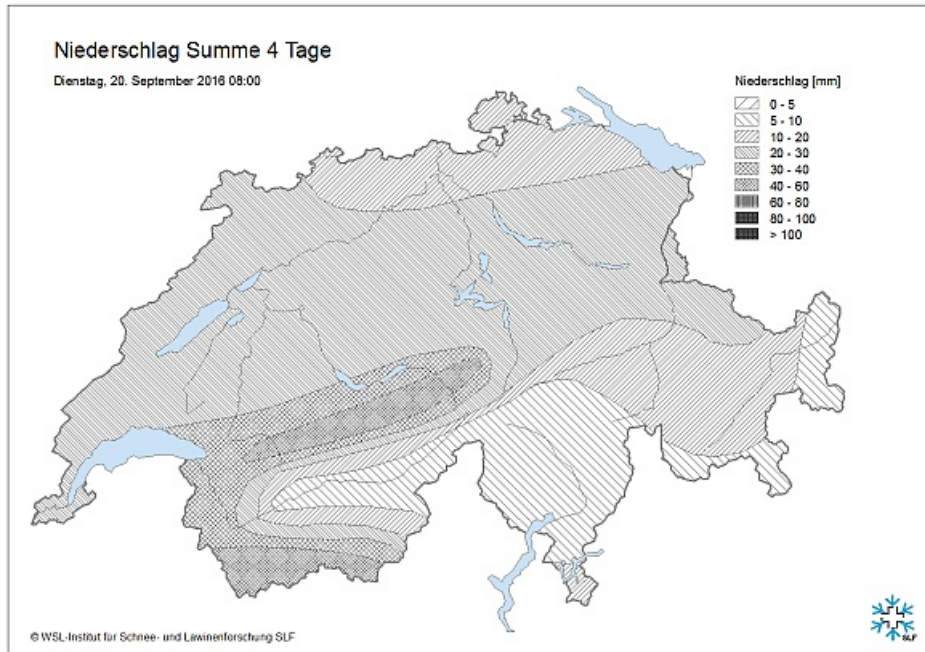 Niederschlag Summe 4 Tage
Dienstag, 20. September 2016 08:00
Niederschlag [mm]
0 - 5
5 - 10
10 - 20
20 - 30
30 - 40
40 - 60
60 - 80
80 - 100
> 100
© WSL-Institut für Schnee- und Lawinenforschung SLF
SLF